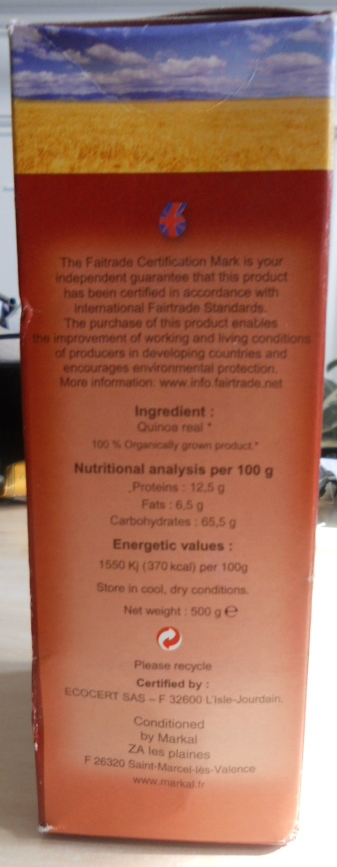 The Faitrade Certification Mark is your
independent guarantee that this product
has been certified in accordance with
international Fairtrade Standards.
The purchase of this product enables
the improvement of working and living conditions
of producers in developing countries and
encourages environmental protection.
More information: www.info.fairtrade.net
Ingredient :
Quinoa real *
100 % Organically grown product.*
Nutritional analysis per 100 g
Proteins : 12,5 g
Fats : 6,5 g
Carbohydrates : 65,5 g
Energetic values :
1550 Kj (370 kcal) per 100g
Store in cool, dry conditions.
Net weight : 500 g ℮
Please recycle
Certified by :
ECOCERT SAS – F 32600 L'Isle-Jourdain.
Conditioned
by Markal
ZA les plaines
F 26320 Saint-Marcel-lès-Valence
www.markal.fr